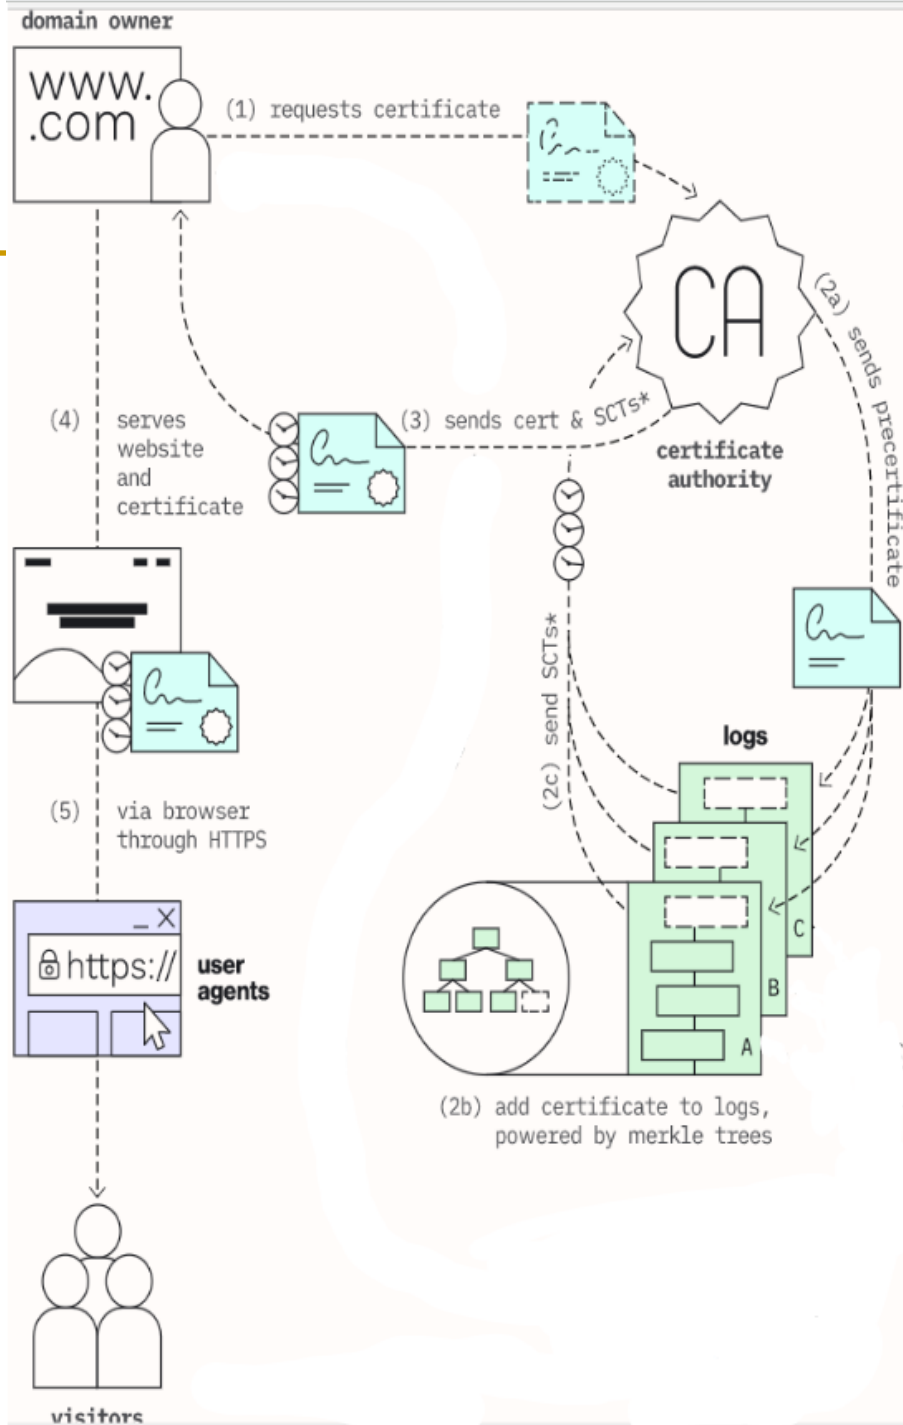 domain owner
www.
.com
(1) requests certificate
CA
certificate
authority
(2a) sends precertificate
(3) sends cert & SCTs*
(4) serves
website
and
certificate
(2c) send SCTs*
logs
C
B
A
(2b) add certificate to logs,
powered by merkle trees
(5) via browser
through HTTPS
_ X
https://
user
agents
visitors